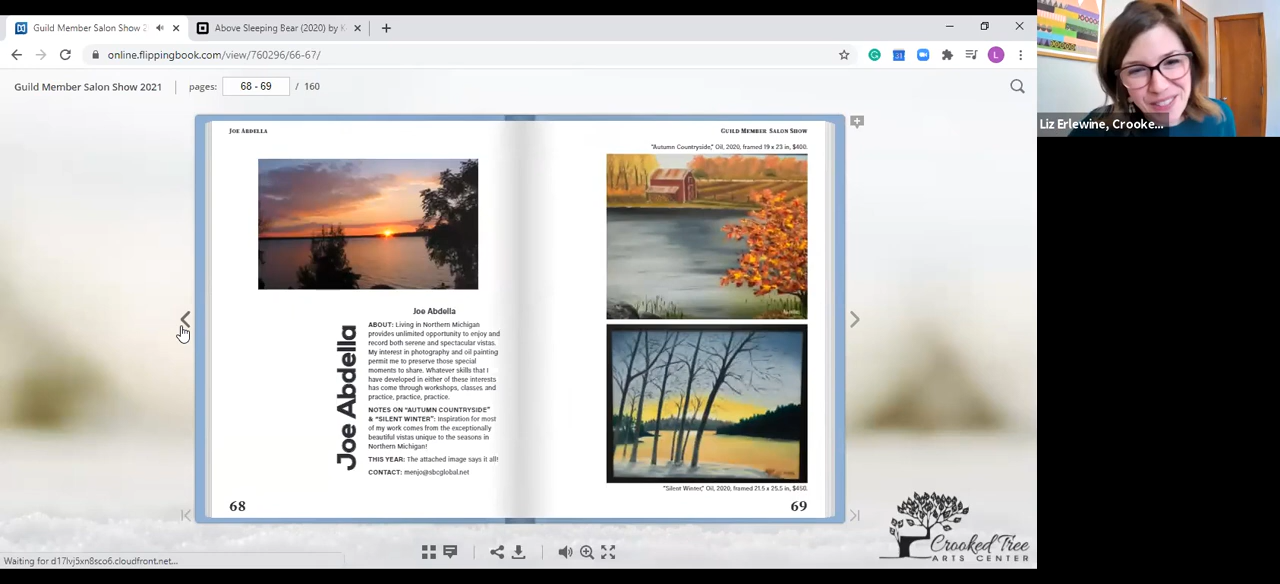 Guild Member Salon Show 2
Above Sleeping Bear (2020) by K
online.flippingbook.com/view/760296/66-67/
L
Guild Member Salon Show 2021
pages:
68 - 69
/ 160
Liz Erlewine, Crooke...
JOE ABDELLA
GUILD MEMBER SALON SHOW
"Autumn Countryside," Oil, 2020, framed 19 x 23 in, $400.
Joe Abdella
Joe Abdella
ABOUT: Living in Northern Michigan
provides unlimited opportunity to enjoy and
record both serene and spectacular vistas.
My interest in photography and oil painting
permit me to preserve those special
moments to share. Whatever skills that I
have developed in either of these interests
has come through workshops, classes and
practice, practice, practice.
NOTES ON "AUTUMN COUNTRYSIDE"
& "SILENT WINTER": Inspiration for most
of my work comes from the exceptionally
beautiful vistas unique to the seasons in
Northern Michigan!
THIS YEAR: The attached image says it all!
CONTACT: menjo@sbcglobal.net
"Silent Winter," Oil, 2020, framed 21.5 x 25.5 in, $450.
68
69
Crooked Tree
ARTS CENTER
Waiting for d17lvj5xn8sco6.cloudfront.net...